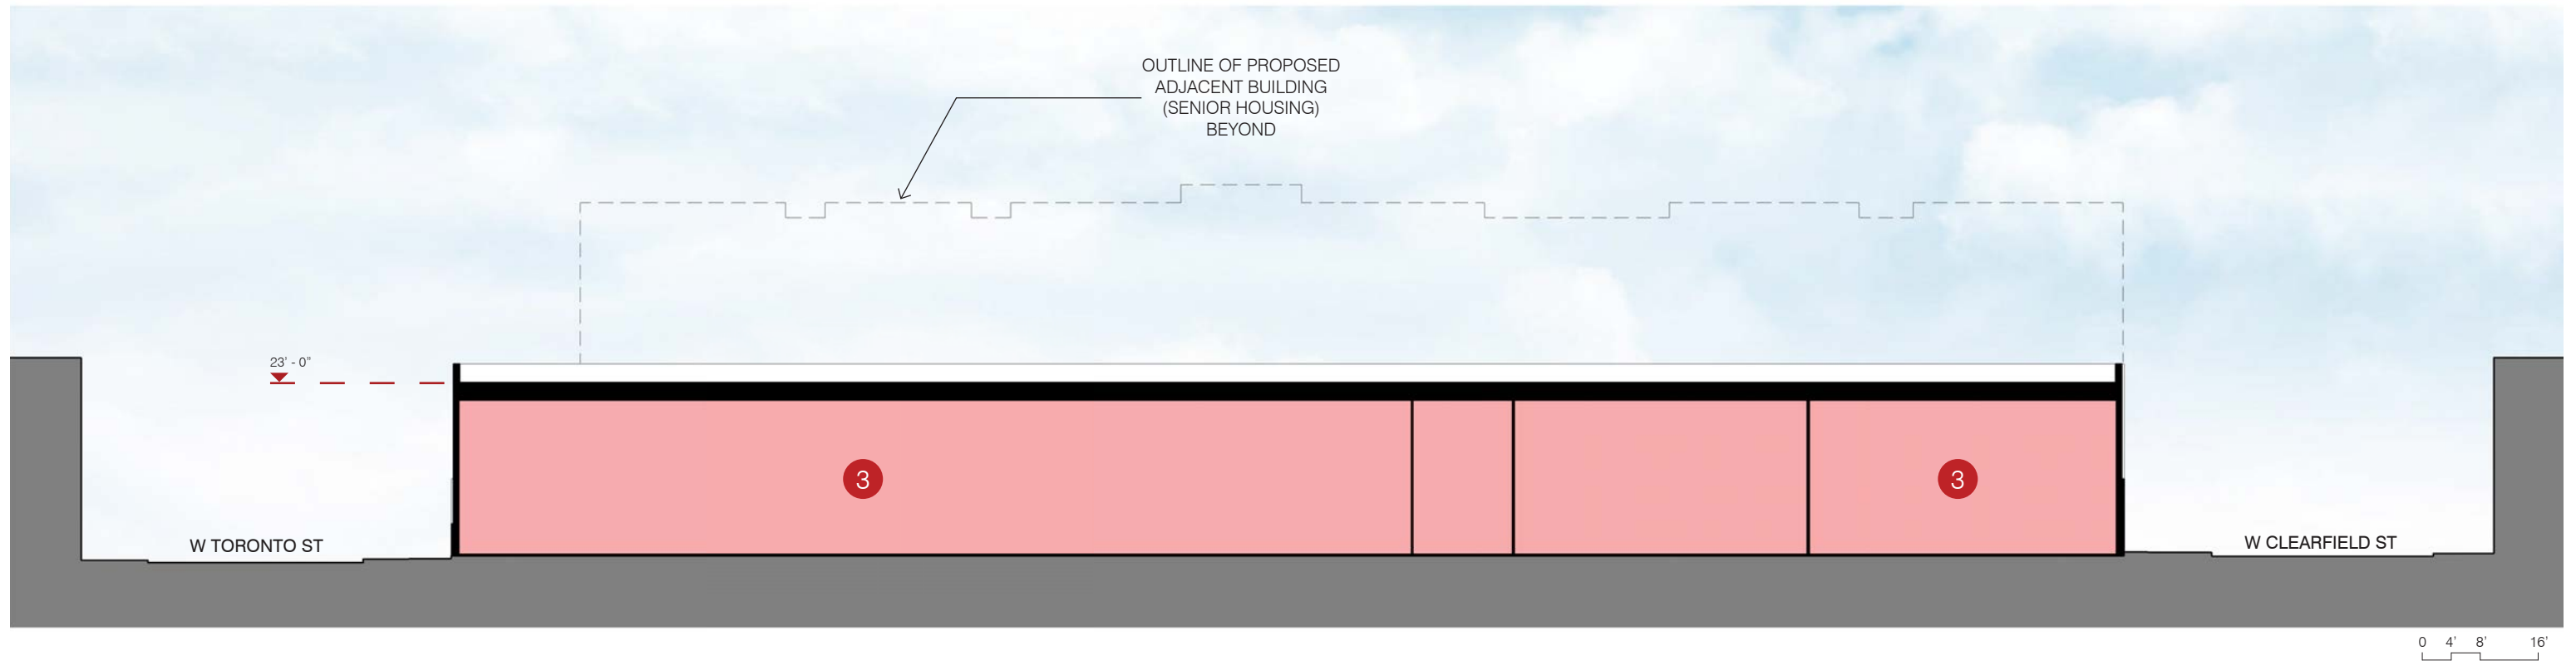 OUTLINE OF PROPOSED
ADJACENT BUILDING
(SENIOR HOUSING)
BEYOND
23' - 0"
3
3
W TORONTO ST
W CLEARFIELD ST
0 4' 8' 16'